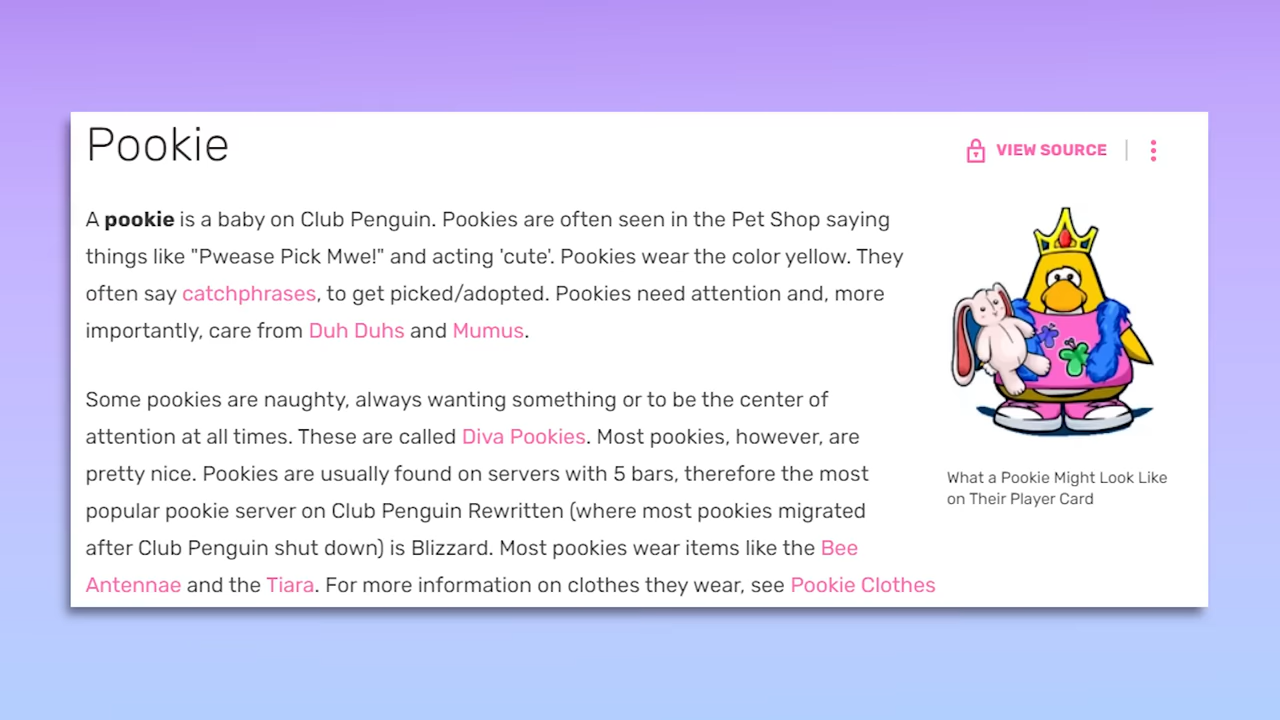 Pookie
VIEW SOURCE
A pookie is a baby on Club Penguin. Pookies are often seen in the Pet Shop saying
things like "Pwease Pick Mwe!" and acting 'cute'. Pookies wear the color yellow. They
often say catchphrases, to get picked/adopted. Pookies need attention and, more
importantly, care from Duh Duhs and Mumus.
Some pookies are naughty, always wanting something or to be the center of
attention at all times. These are called Diva Pookies. Most pookies, however, are
pretty nice. Pookies are usually found on servers with 5 bars, therefore the most
popular pookie server on Club Penguin Rewritten (where most pookies migrated
after Club Penguin shut down) is Blizzard. Most pookies wear items like the Bee
Antennae and the Tiara. For more information on clothes they wear, see Pookie Clothes
What a Pookie Might Look Like
on Their Player Card